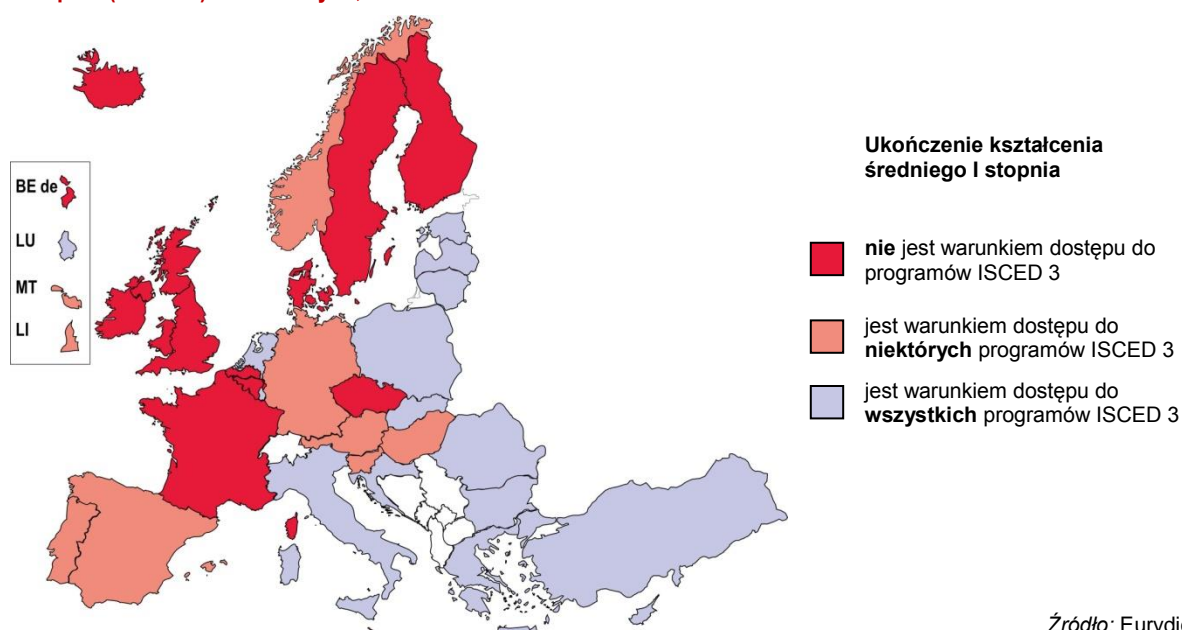 Ukończenie kształcenia
średniego I stopnia
nie jest warunkiem dostępu do
programów ISCED 3
jest warunkiem dostępu do
niektórych programów ISCED 3
jest warunkiem dostępu do
wszystkich programów ISCED 3
BE de
LU
MT
LI
Źródło: Eurydi